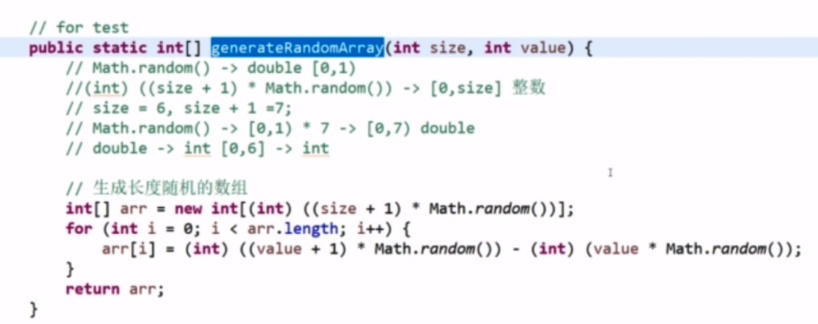 // for test
public static int[] generateRandomArray(int size, int value) {
// Math.random() -> double [0,1)
//(int) ((size + 1) * Math.random()) -> [0,size] 整数
// size = 6, size + 1 =7;
// Math.random() -> [0,1) * 7 -> [0,7) double
// double -> int [0,6] -> int
// 生成长度随机的数组
int[] arr = new int[(int) ((size + 1) * Math.random())];
for (int i = 0; i < arr.length; i++) {
arr[i] = (int) ((value + 1) * Math.random()) - (int) (value * Math.random());
}
return arr;
}